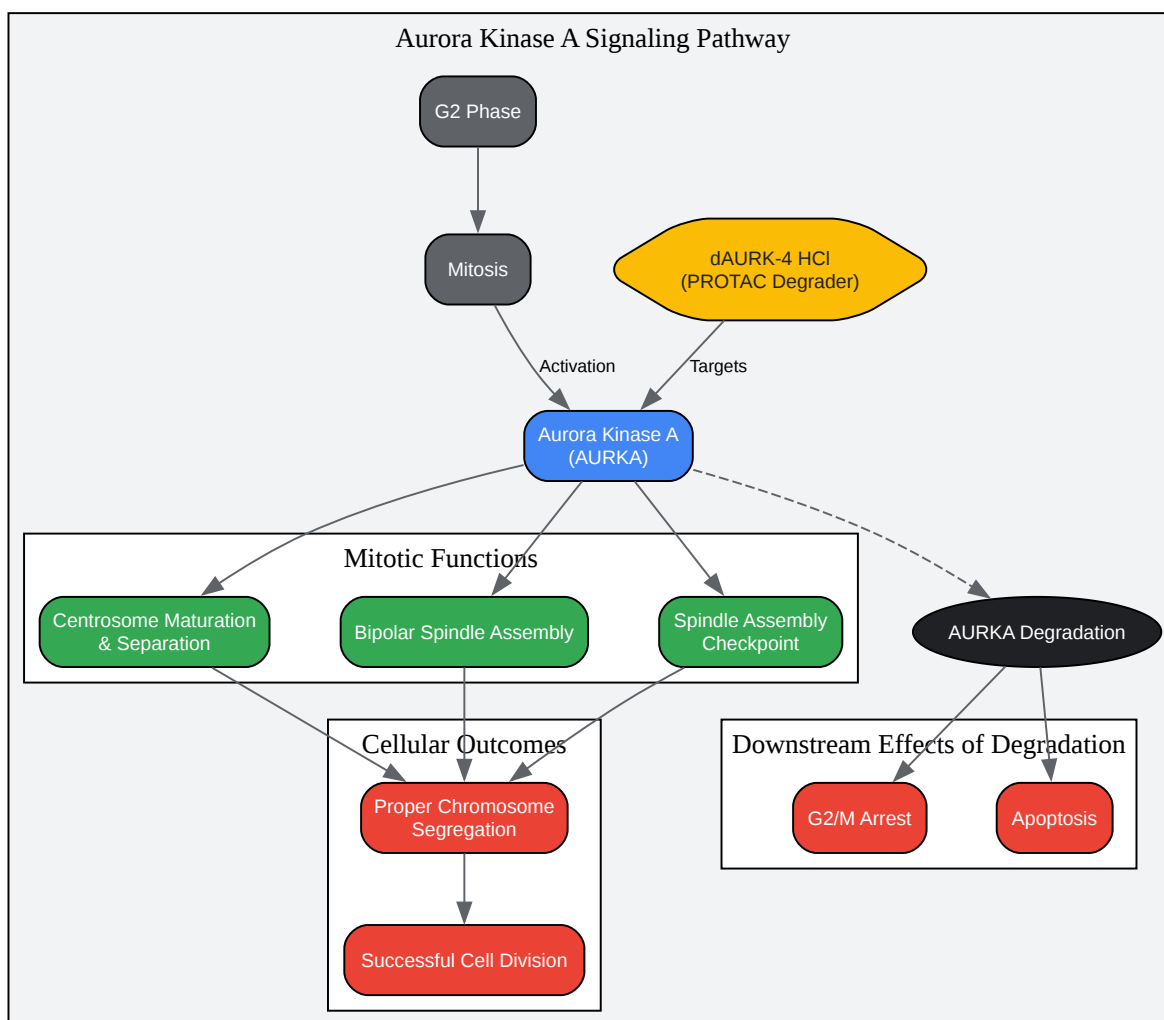 Aurora Kinase A Signaling Pathway
G2 Phase
Mitosis
dAURK-4 HCl
(PROTAC Degrader)
Activation
Targets
Aurora Kinase A
(AURKA)
Mitotic Functions
Centrosome Maturation
& Separation
Bipolar Spindle Assembly
Spindle Assembly
Checkpoint
AURKA Degradation
Cellular Outcomes
Downstream Effects of Degradation
Proper Chromosome
Segregation
G2/M Arrest
Apoptosis
Successful Cell Division